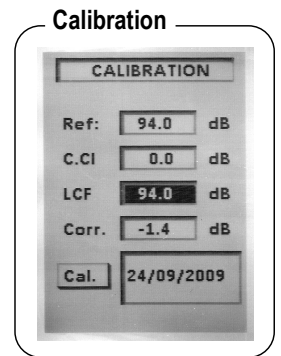 Calibration
CALIBRATION
Ref: 94.0 dB
C.CI 0.0 dB
LCF 94.0 dB
Corr. -1.4 dB
Cal. 24/09/2009